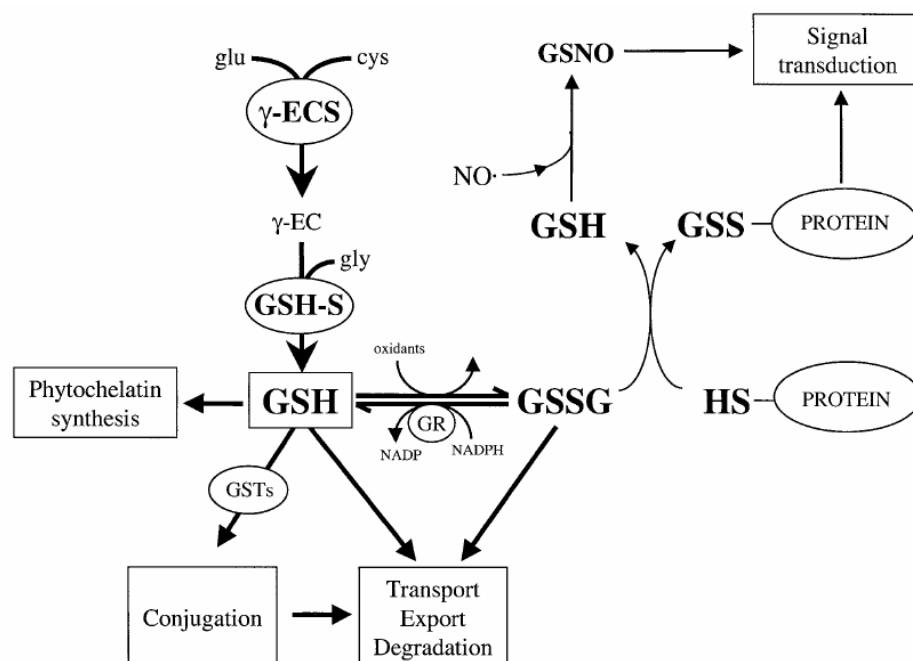 glu
cys
γ-ECS
γ-EC
gly
GSH-S
GSNO
Signal
transduction
NO·
GSH
GSS
PROTEIN
oxidants
Phytochelatin
synthesis
GSH
GSSG
HS
PROTEIN
GR
NADP
NADPH
GSTs
Conjugation
Transport
Export
Degradation